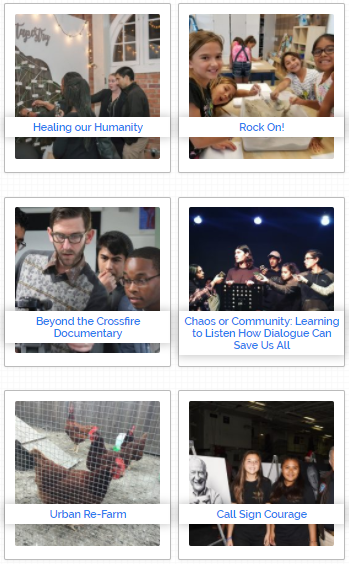 Healing our Humanity
Rock On!
Beyond the Crossfire
Documentary
Chaos or Community: Learning
to Listen How Dialogue Can
Save Us All
Urban Re-Farm
Call Sign Courage